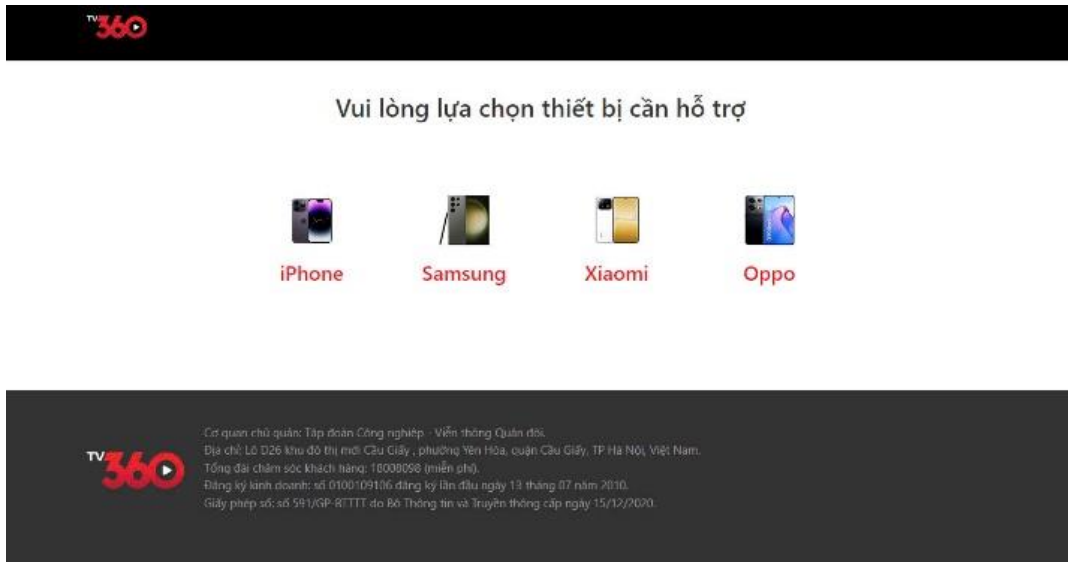 TV360
Vui lòng lựa chọn thiết bị cần hỗ trợ
iPhone
Samsung
Xiaomi
Oppo
TV360
Cơ quan chủ quản: Tập đoàn Công nghiệp - Viễn thông Quân đội.
Địa chỉ: Lô D26 khu đô thị mới Cầu Giấy , phường Yên Hòa, quận Cầu Giấy, TP Hà Nội, Việt Nam.
Tổng đài chăm sóc khách hàng: 18008098 (miễn phí).
Đăng ký kinh doanh: số 0100109106 đăng ký lần đầu ngày 13 tháng 07 năm 2010.
Giấy phép số: số 591/GP-BTTTT do Bộ Thông tin và Truyền thông cấp ngày 15/12/2020.